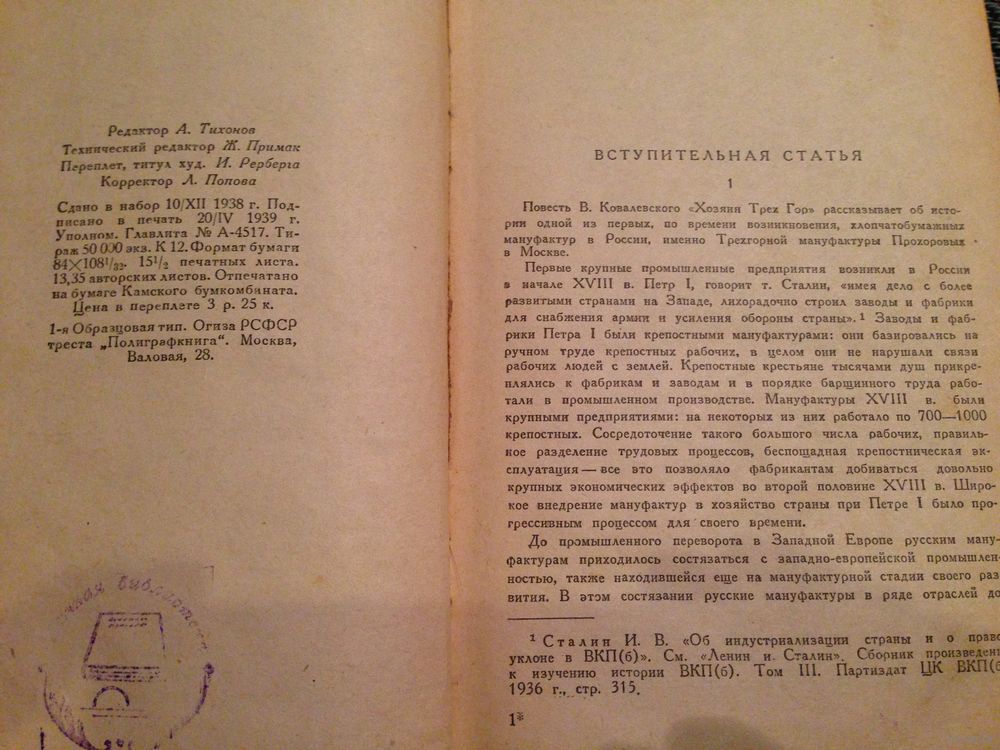 Редактор А. Тихонов
Технический редактор Ж. Примак
Переплет, титул худ. И. Рерберга
Корректор Л. Попова
Сдано в набор 10/XII 1938 г. Под-
писано в печать 20/IV 1939 г.
Уполном. Главлита № А-4517. Ти-
раж 50 000 экз. К 12. Формат бумаги
84×108¹/₃₂. 15¹/₂ печатных листа.
13,35 авторских листов. Отпечатано
на бумаге Камского бумкомбината.
Цена в переплете 3 р. 25 к.
1-я Образцовая тип. Огиза РСФСР
треста „Полиграфкнига". Москва,
Валовая, 28.
библиотека
ВСТУПИТЕЛЬНАЯ СТАТЬЯ
1
Повесть В. Ковалевского «Хозяин Трех Гор» рассказывает об исто-
рии одной из первых, по времени возникновения, хлопчатобумажных
мануфактур в России, именно Трехгорной мануфактуры Прохоровых
в Москве.
Первые крупные промышленные предприятия возникли в России
в начале XVIII в. Петр I, говорит т. Сталин, «имея дело с более
развитыми странами на Западе, лихорадочно строил заводы и фабрики
для снабжения армии и усиления обороны страны».¹ Заводы и фаб-
рики Петра I были крепостными мануфактурами: они базировались на
ручном труде крепостных рабочих, в целом они не нарушали связи
рабочих людей с землей. Крепостные крестьяне тысячами душ прикре-
плялись к фабрикам и заводам и в порядке барщинного труда рабо-
тали в промышленном производстве. Мануфактуры XVIII в. были
крупными предприятиями: на некоторых из них работало по 700—1000
крепостных. Сосредоточение такого большого числа рабочих, правиль-
ное разделение трудовых процессов, беспощадная крепостническая экс-
плуатация — все это позволяло фабрикантам добиваться довольно
крупных экономических эффектов во второй половине XVIII в. Широ-
кое внедрение мануфактур в хозяйство страны при Петре I было про-
грессивным процессом для своего времени.
До промышленного переворота в Западной Европе русским ману-
фактурам приходилось состязаться с западно-европейской промышлен-
ностью, также находившейся еще на мануфактурной стадии своего раз
вития. В этом состязании русские мануфактуры в ряде отраслей до
¹ Сталин И. В. «Об индустриализации страны и о право
уклоне в ВКП(б)». См. «Ленин и Сталин». Сборник произведени
к изучению истории ВКП(б). Том III. Партиздат ЦК ВКП(б
1936 г., стр. 315.
1*